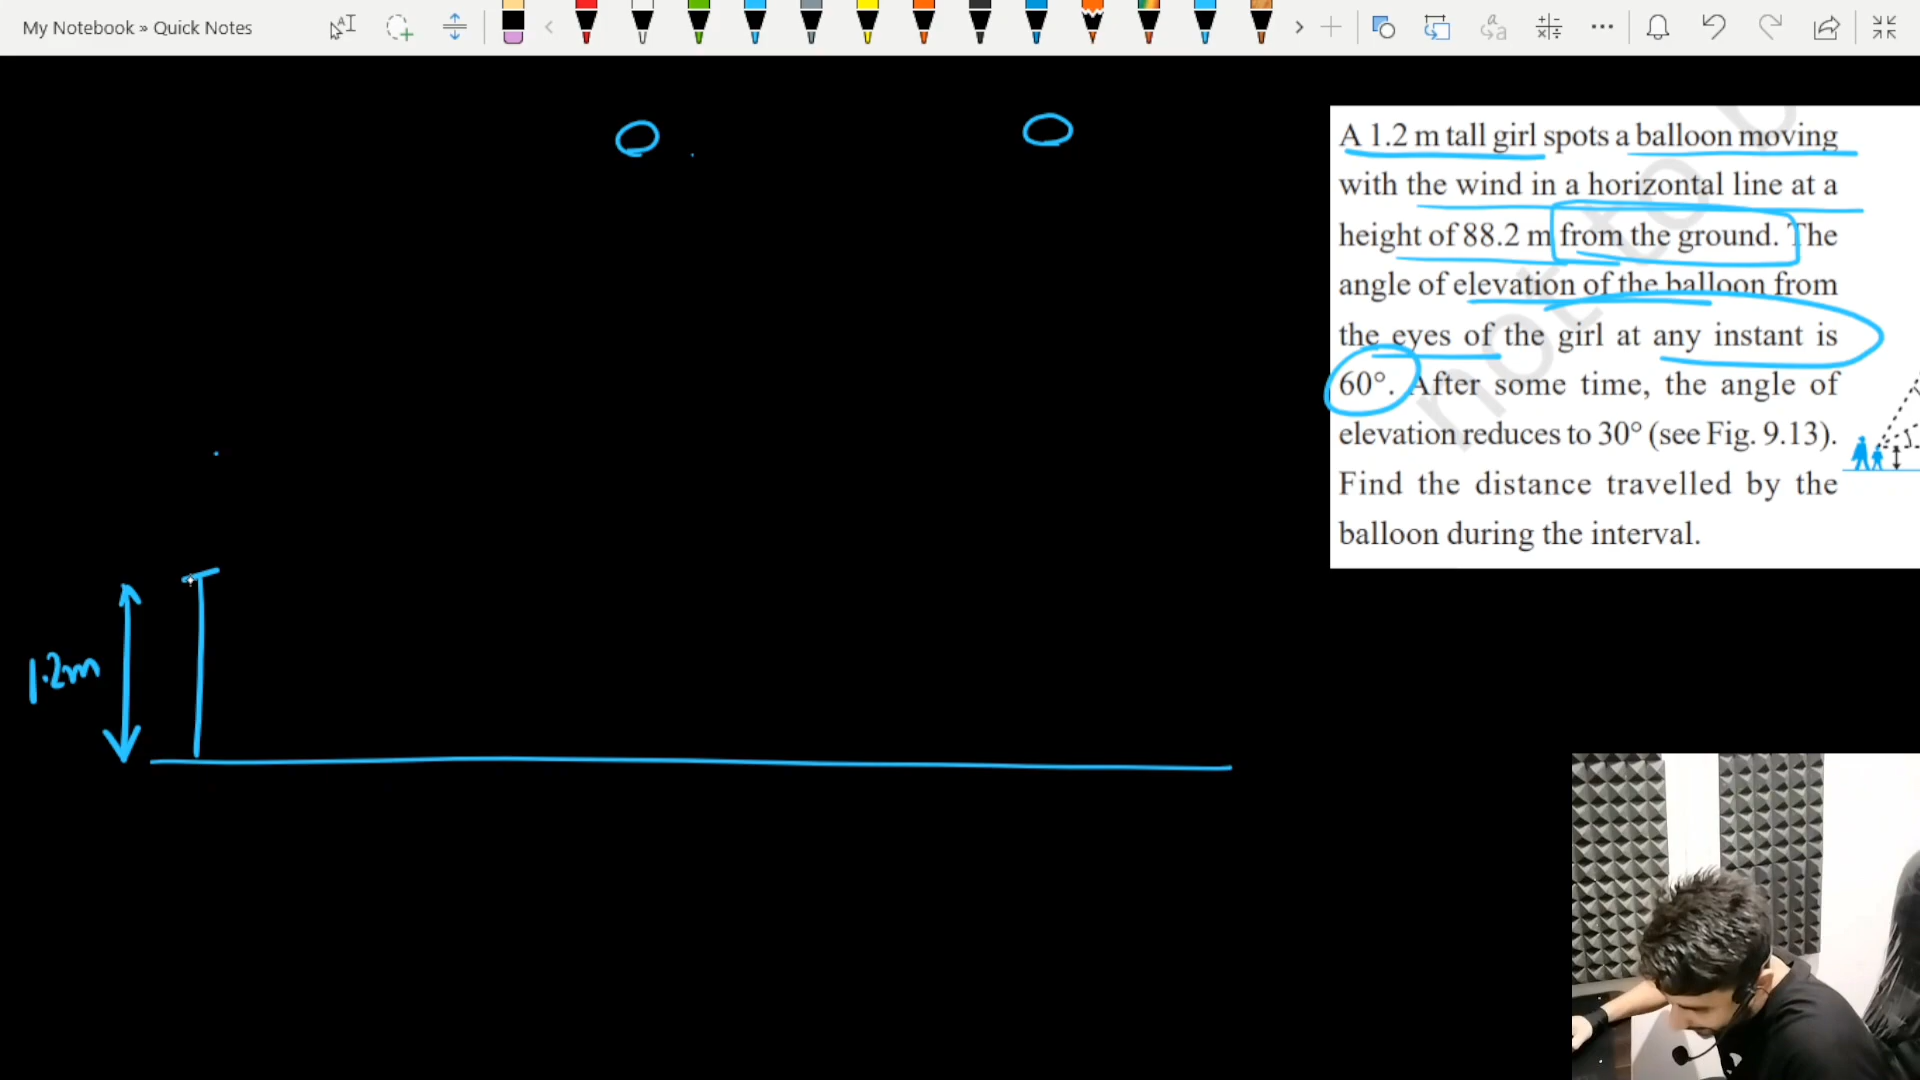 My Notebook » Quick Notes
A 1.2 m tall girl spots a balloon moving
with the wind in a horizontal line at a
height of 88.2 m from the ground. The
angle of elevation of the balloon from
the eyes of the girl at any instant is
60°. After some time, the angle of
elevation reduces to 30° (see Fig. 9.13).
Find the distance travelled by the
balloon during the interval.
1.2m